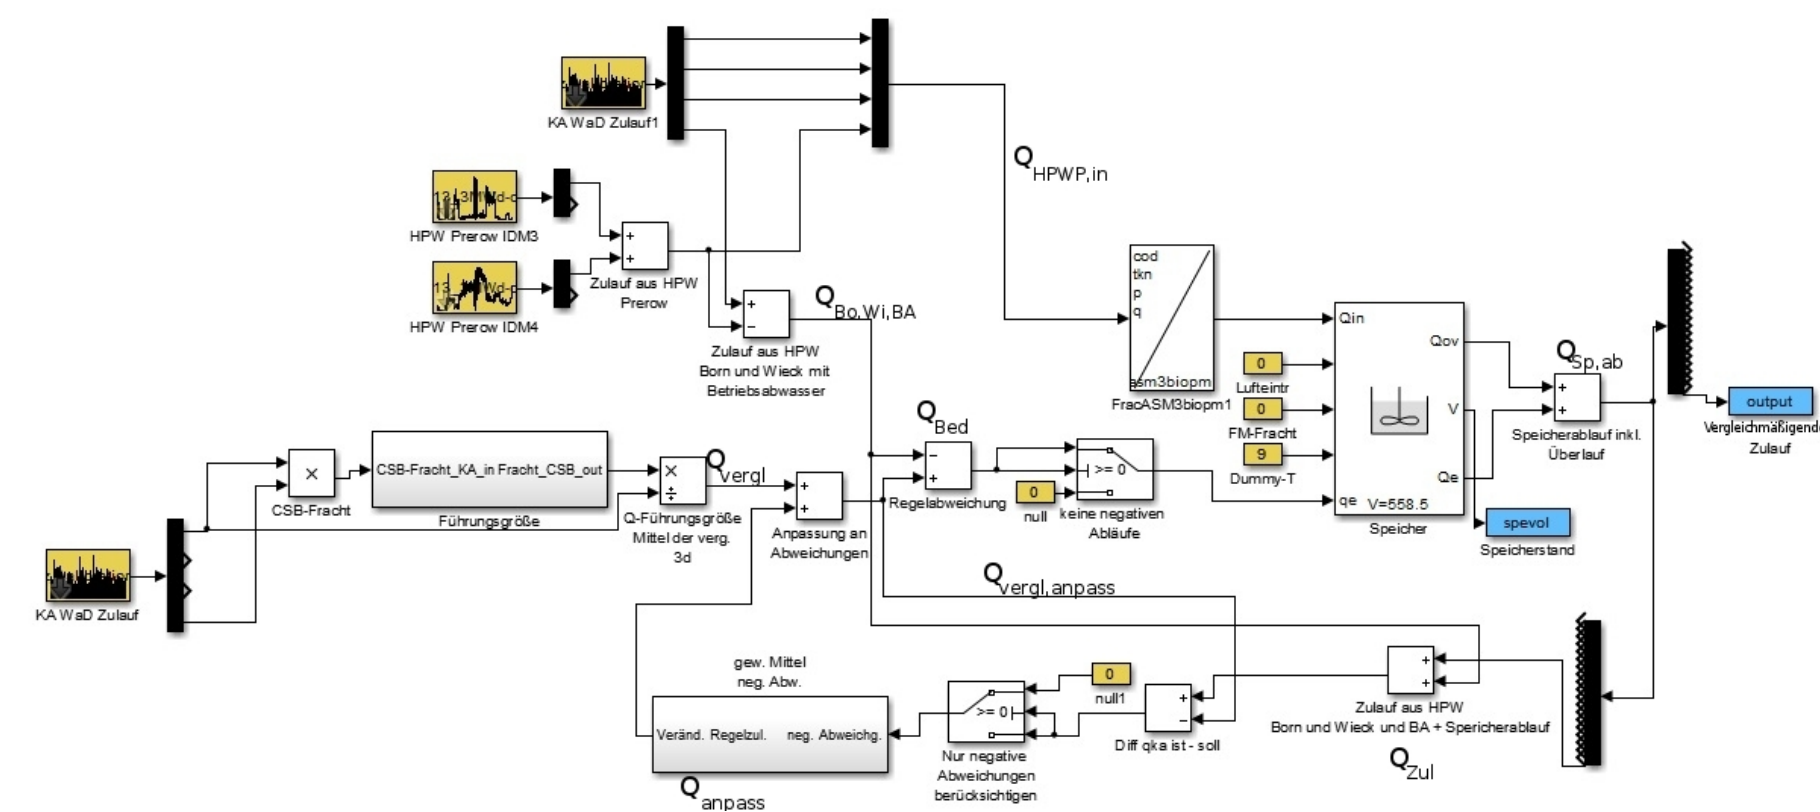 KA WaD Zulauf1
Q
HPWP,in
HPW Prerow IDM3
+
+
Zulauf aus HPW
Prerow
HPW Prerow IDM4
+
−
Q
Bo,Wi,BA
Zulauf aus HPW
Born und Wieck mit
Betriebsabwasser
cod
tkn
p
q
asm3biopm
FracASM3biopm1
0
Lufteintr
0
FM-Fracht
9
Dummy-T
Qin
Qov
V
Qe
qe
V=558.5
Speicher
Q
Sp,ab
+
+
Speicherablauf inkl.
Überlauf
output
Vergleichmäßigende
Zulauf
spevol
Speicherstand
Q
Bed
−
+
Regelabweichung
0
null
>= 0
keine negativen
Abläufe
×
CSB-Fracht
CSB-Fracht_KA_in Fracht_CSB_out
Führungsgröße
×
÷
Q-Führungsgröße
Mittel der verg.
3d
Q
vergl
+
+
Anpassung an
Abweichungen
KA WaD Zulauf
Q
vergl,anpass
gew. Mittel
neg. Abw.
Veränd. Regelzul. neg. Abweichg.
Q
anpass
>= 0
Nur negative
Abweichungen
berücksichtigen
0
null1
+
−
Diff qka ist - soll
+
+
Zulauf aus HPW
Born und Wieck und BA + Spericherablauf
Q
Zul